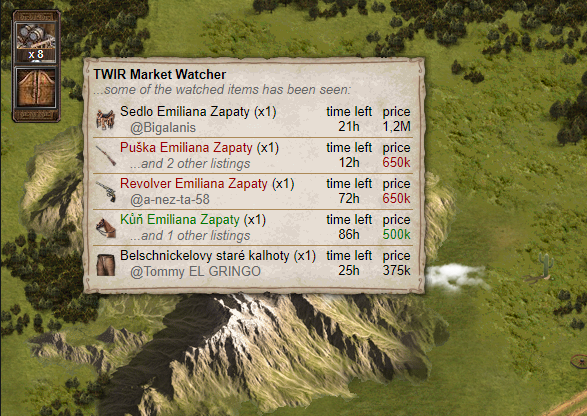 x 8
TWIR Market Watcher
...some of the watched items has been seen:
Sedlo Emiliana Zapaty (x1) time left price
@Bigalanis 21h 1,2M
Puška Emiliana Zapaty (x1) time left price
...and 2 other listings 12h 650k
Revolver Emiliana Zapaty (x1) time left price
@a-nez-ta-58 72h 650k
Kůň Emiliana Zapaty (x1) time left price
...and 1 other listings 86h 500k
Belschnickelovy staré kalhoty (x1) time left price
@Tommy EL GRINGO 25h 375k